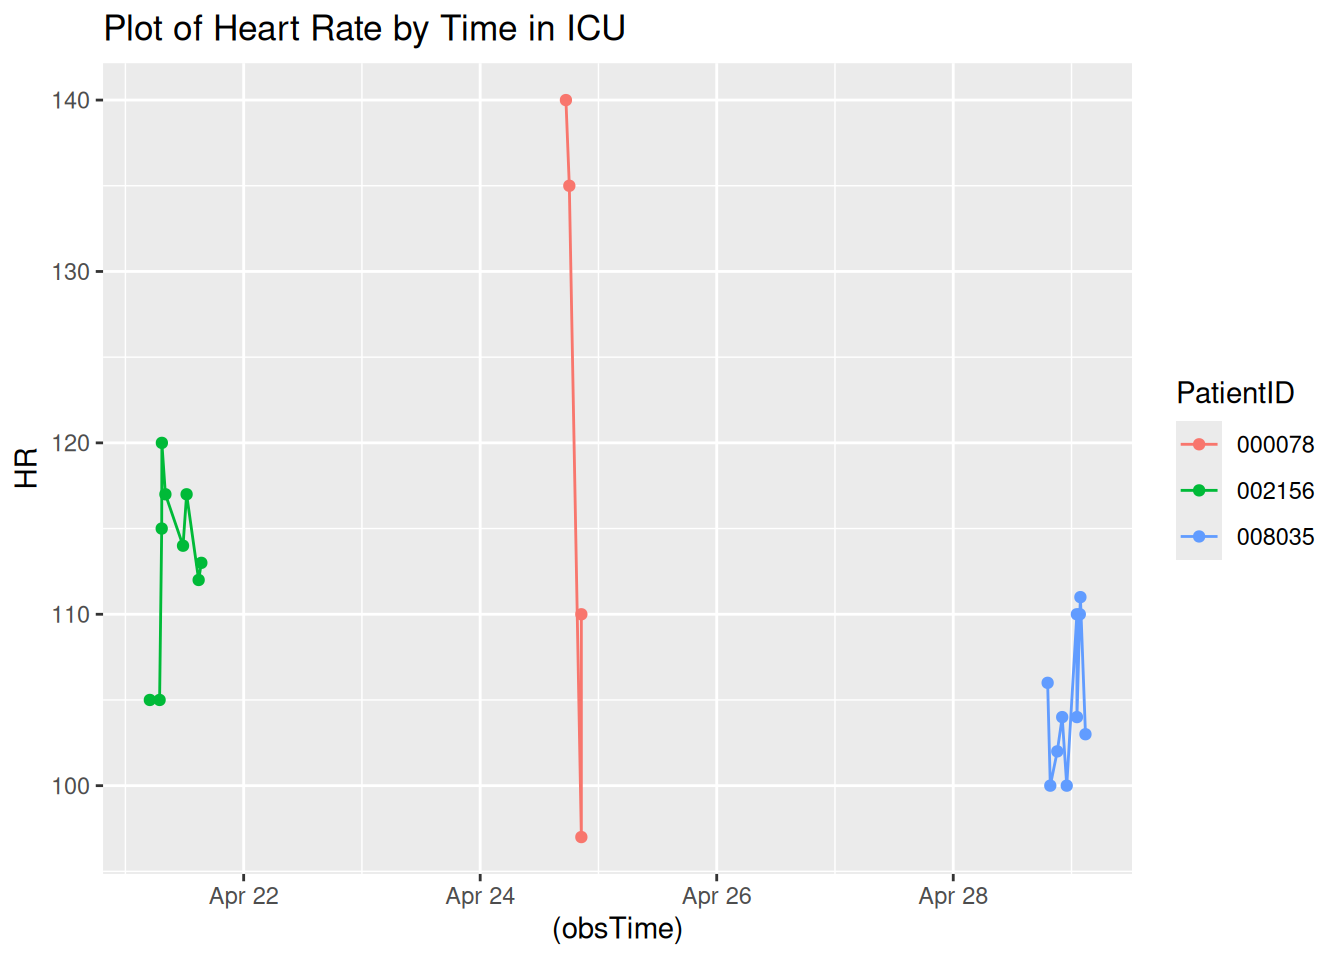 Plot of Heart Rate by Time in ICU
140
130
120
110
100
HR
Apr 22
Apr 24
Apr 26
Apr 28
(obsTime)
PatientID
000078
002156
008035